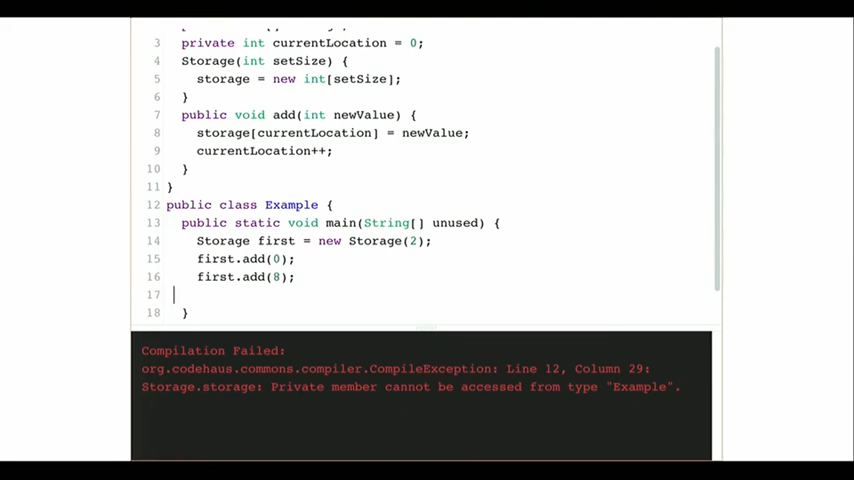 3 private int currentLocation = 0;
4 Storage(int setSize) {
5 storage = new int[setSize];
6 }
7 public void add(int newValue) {
8 storage[currentLocation] = newValue;
9 currentLocation++;
10 }
11 }
12 public class Example {
13 public static void main(String[] unused) {
14 Storage first = new Storage(2);
15 first.add(0);
16 first.add(8);
17
18 }
Compilation Failed:
org.codehaus.commons.compiler.CompileException: Line 12, Column 29:
Storage.storage: Private member cannot be accessed from type "Example".